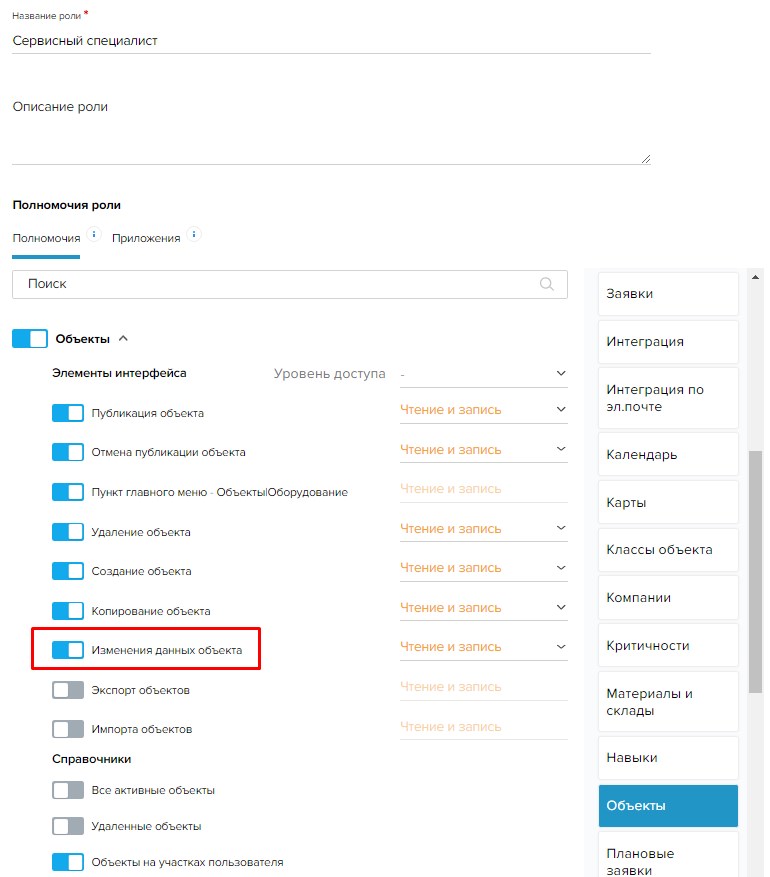 Название роли *
Сервисный специалист
Описание роли
Полномочия роли
Полномочия i Приложения i
Поиск
Объекты
Элементы интерфейса Уровень доступа -
Публикация объекта Чтение и запись
Отмена публикации объекта Чтение и запись
Пункт главного меню - Объекты|Оборудование Чтение и запись
Удаление объекта Чтение и запись
Создание объекта Чтение и запись
Копирование объекта Чтение и запись
Изменения данных объекта Чтение и запись
Экспорт объектов Чтение и запись
Импорта объектов Чтение и запись
Справочники
Все активные объекты
Удаленные объекты
Объекты на участках пользователя
Заявки
Интеграция
Интеграция по
эл.почте
Календарь
Карты
Классы объекта
Компании
Критичности
Материалы и
склады
Навыки
Объекты
Плановые
заявки